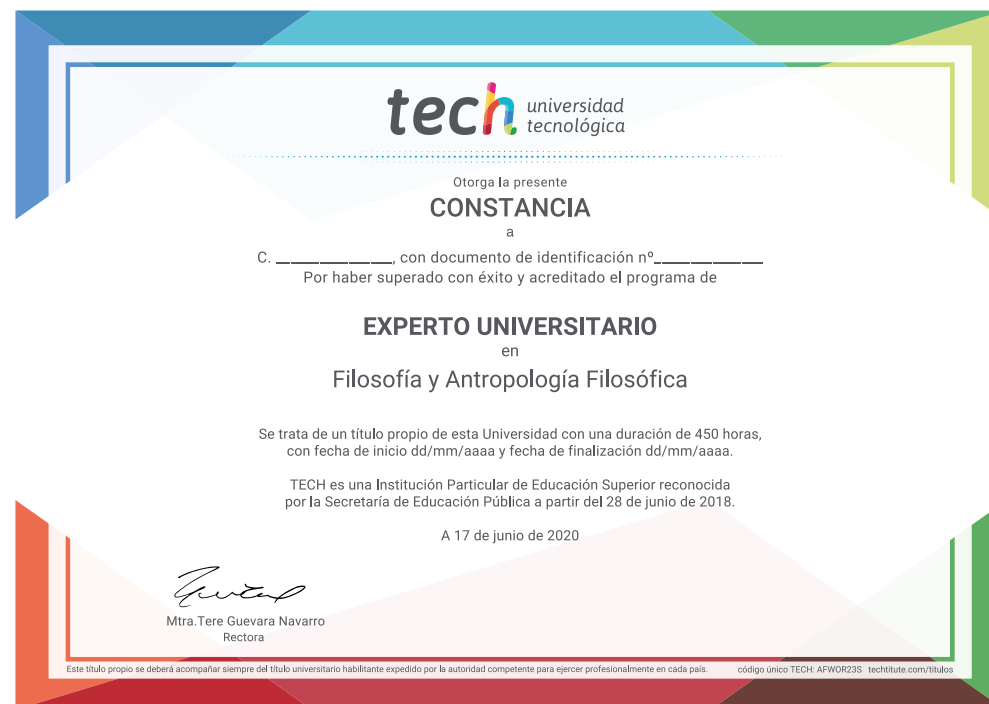 tech universidad
tecnológica
Otorga la presente
CONSTANCIA
a
C. ______________, con documento de identificación nº_____________
Por haber superado con éxito y acreditado el programa de
EXPERTO UNIVERSITARIO
en
Filosofía y Antropología Filosófica
Se trata de un título propio de esta Universidad con una duración de 450 horas,
con fecha de inicio dd/mm/aaaa y fecha de finalización dd/mm/aaaa.
TECH es una Institución Particular de Educación Superior reconocida
por la Secretaría de Educación Pública a partir del 28 de junio de 2018.
A 17 de junio de 2020
Mtra.Tere Guevara Navarro
Rectora
Este título propio se deberá acompañar siempre del título universitario habilitante expedido por la autoridad competente para ejercer profesionalmente en cada país. código único TECH: AFWOR23S techtitute.com/titulos